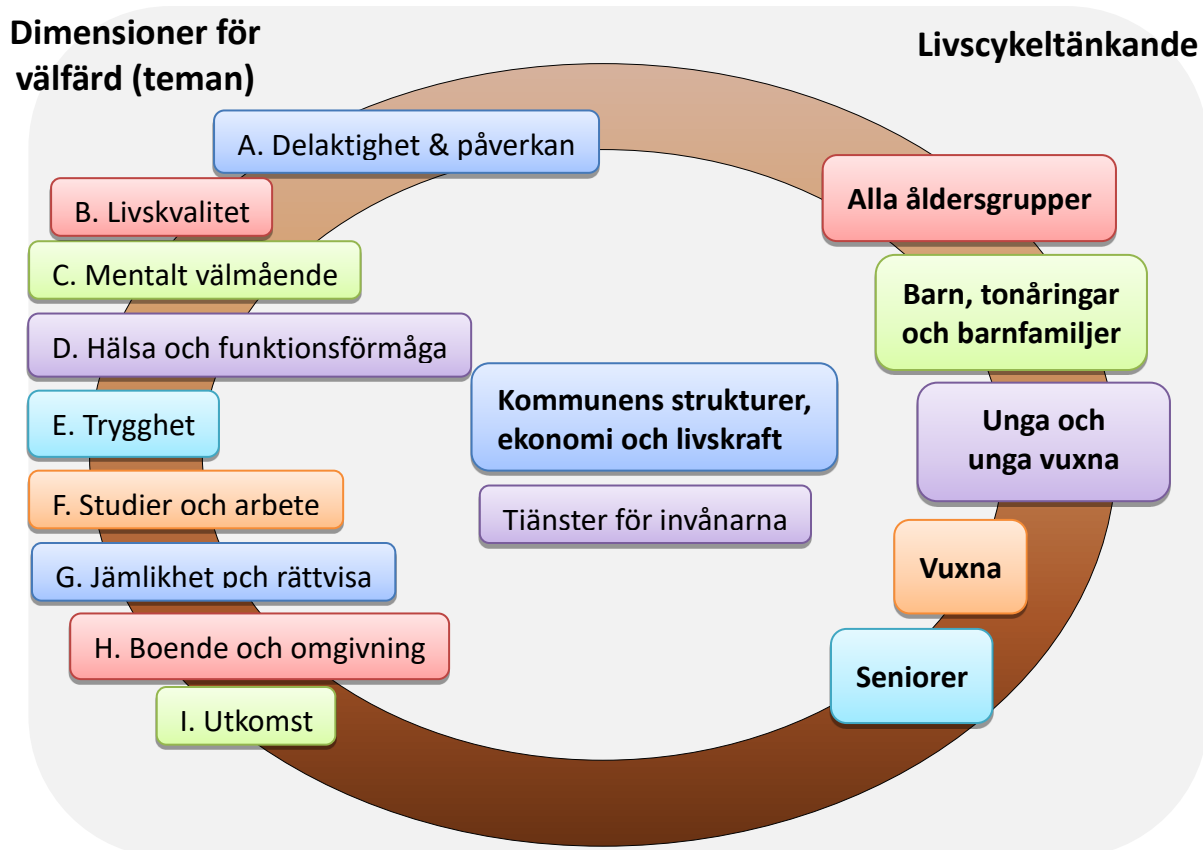 Dimensioner för
välfärd (teman)
Livscykeltänkande
A. Delaktighet & påverkan
B. Livskvalitet
C. Mentalt välmående
D. Hälsa och funktionsförmåga
E. Trygghet
F. Studier och arbete
G. Jämlikhet pch rättvisa
H. Boende och omgivning
I. Utkomst
Kommunens strukturer,
ekonomi och livskraft
Tjänster för invånarna
Alla åldersgrupper
Barn, tonåringar
och barnfamiljer
Unga och
unga vuxna
Vuxna
Seniorer